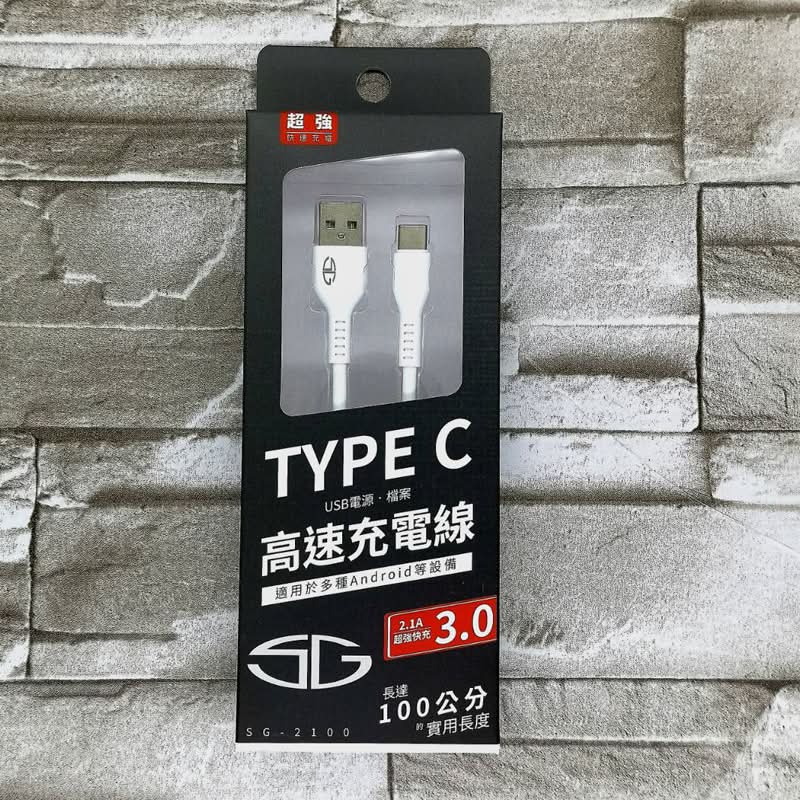 超強
快速充電
SG
TYPE C
USB電源・檔案
高速充電線
適用於多種Android等設備
2.1A
超強快充
3.0
SG
長達
100公分
的實用長度
SG-2100